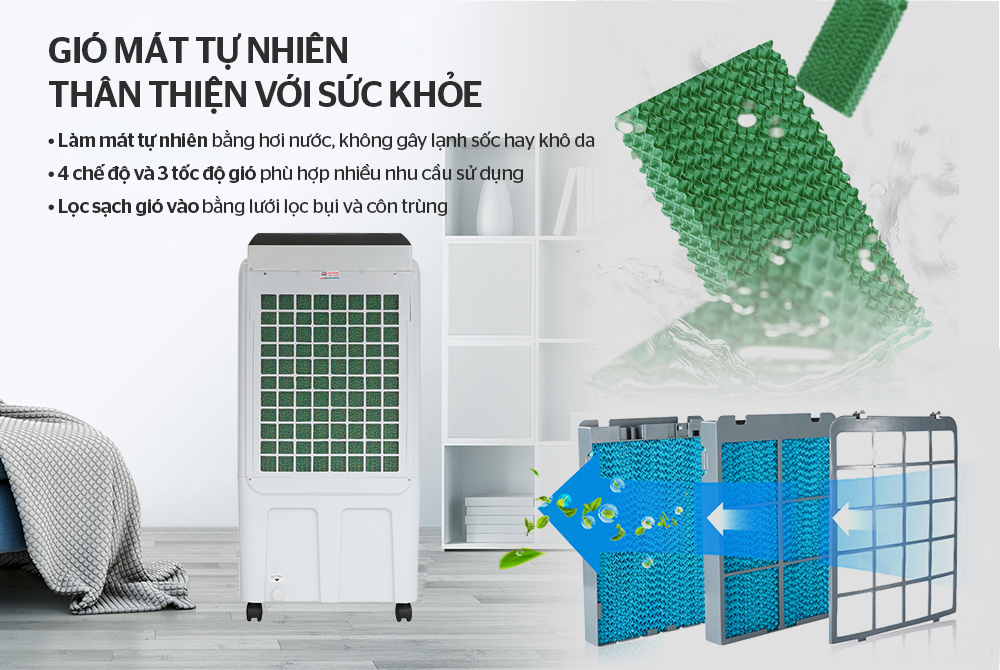 GIÓ MÁT TỰ NHIÊN
THÂN THIỆN VỚI SỨC KHỎE
• Làm mát tự nhiên bằng hơi nước, không gây lạnh sốc hay khô da
• 4 chế độ và 3 tốc độ gió phù hợp nhiều nhu cầu sử dụng
• Lọc sạch gió vào bằng lưới lọc bụi và côn trùng